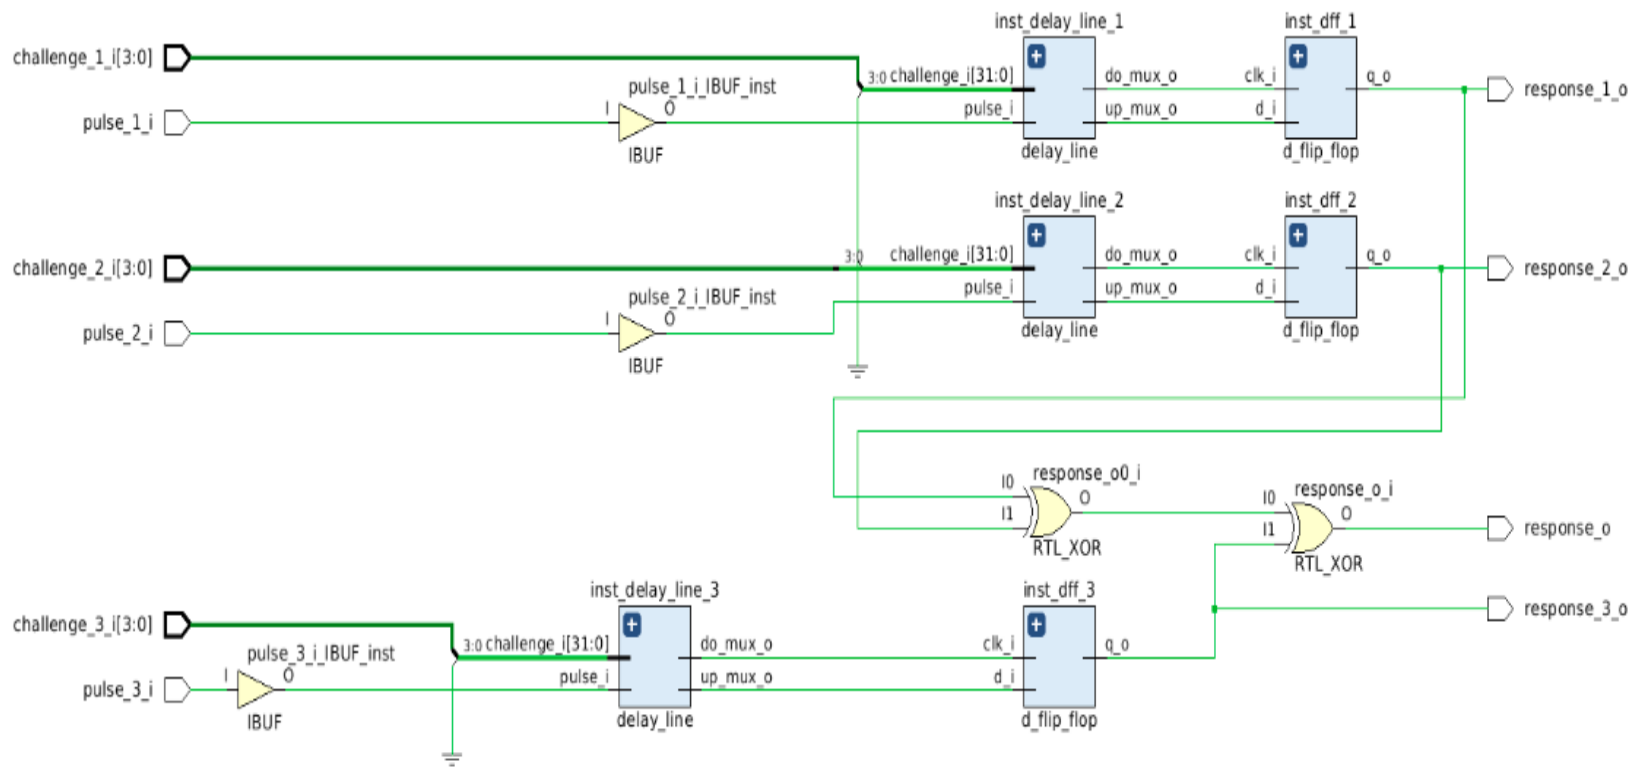 inst_delay_line_1
inst_dff_1
challenge_1_i[3:0]
3:0 challenge_i[31:0]
do_mux_o
clk_i
q_o
response_1_o
pulse_1_i_IBUF_inst
pulse_1_i
I
O
pulse_i
up_mux_o
d_i
IBUF
delay_line
d_flip_flop
inst_delay_line_2
inst_dff_2
challenge_2_i[3:0]
3:0
challenge_i[31:0]
do_mux_o
clk_i
q_o
response_2_o
pulse_2_i_IBUF_inst
pulse_i
up_mux_o
d_i
pulse_2_i
I
O
IBUF
delay_line
d_flip_flop
response_o0_i
I0
I1
O
RTL_XOR
response_o_i
I0
I1
O
response_o
RTL_XOR
inst_delay_line_3
inst_dff_3
response_3_o
challenge_3_i[3:0]
3:0 challenge_i[31:0]
do_mux_o
clk_i
q_o
pulse_3_i_IBUF_inst
pulse_3_i
I
O
pulse_i
up_mux_o
d_i
IBUF
delay_line
d_flip_flop